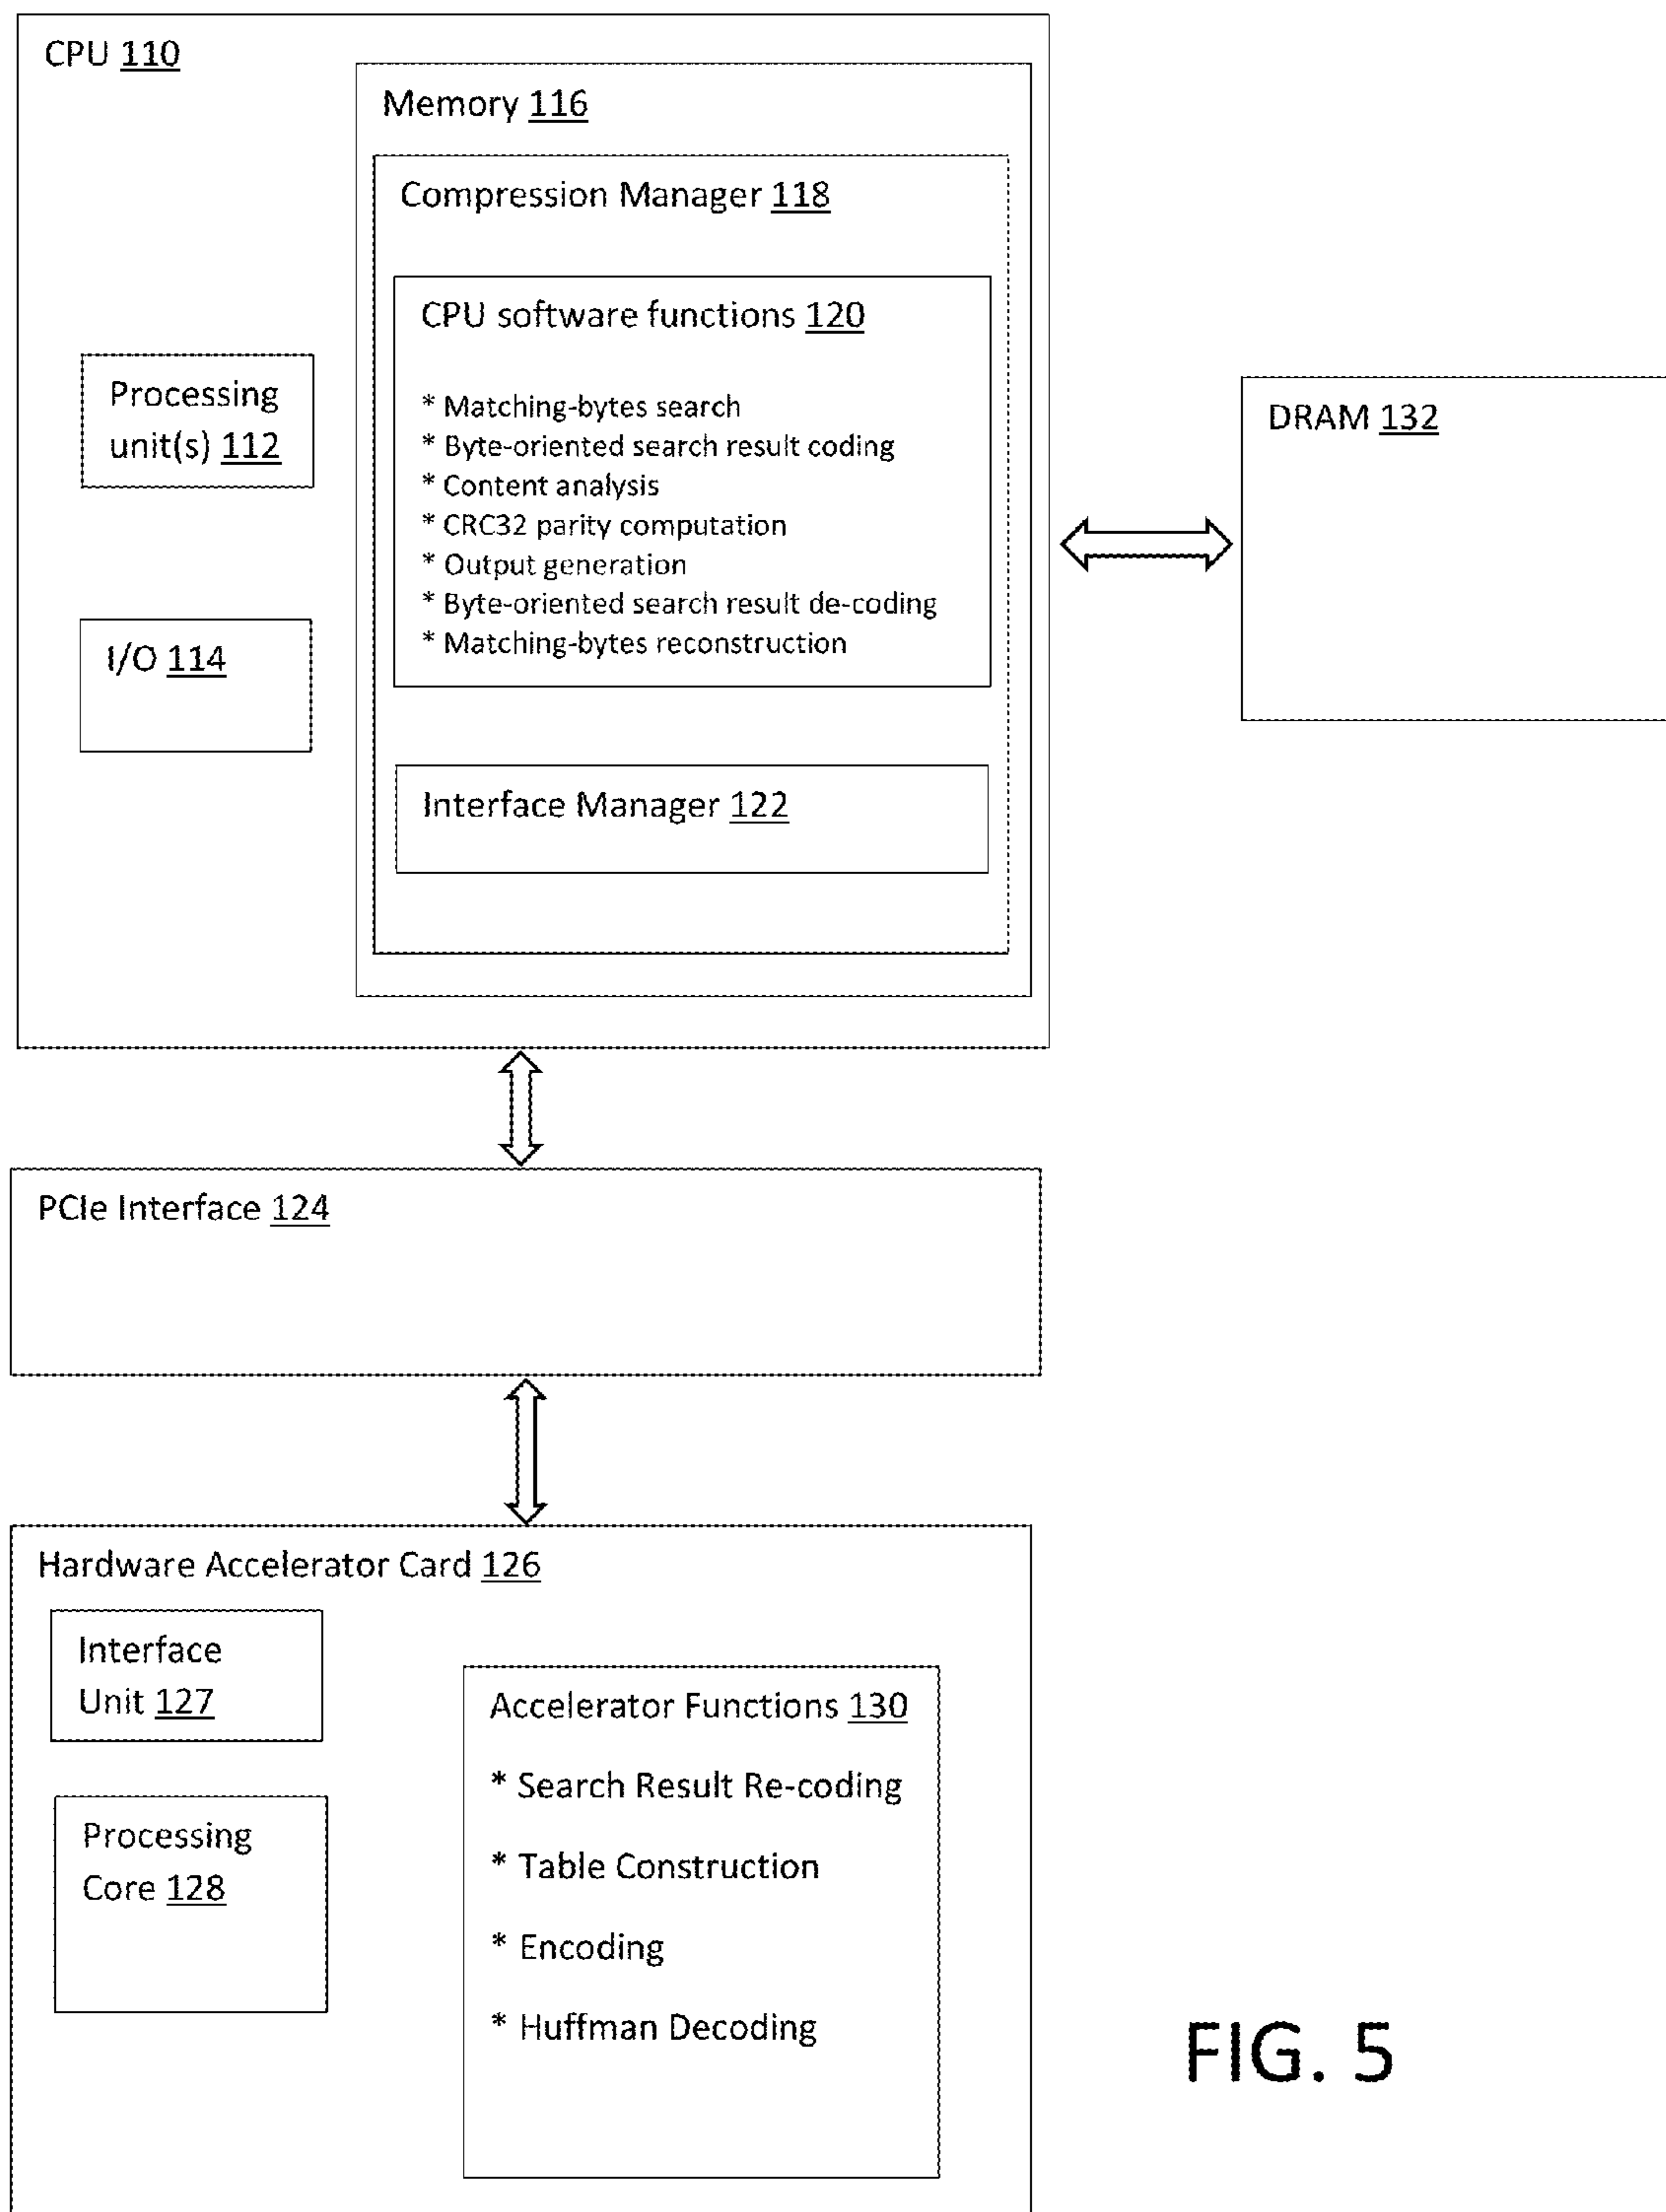 CPU 110
Memory 116
Compression Manager 118
CPU software functions 120
* Matching-bytes search
* Byte-oriented search result coding
* Content analysis
* CRC32 parity computation
* Output generation
* Byte-oriented search result de-coding
* Matching-bytes reconstruction
Processing
unit(s) 112
I/O 114
Interface Manager 122
DRAM 132
PCIe Interface 124
Hardware Accelerator Card 126
Interface
Unit 127
Processing
Core 128
Accelerator Functions 130
* Search Result Re-coding
* Table Construction
* Encoding
* Huffman Decoding
FIG. 5